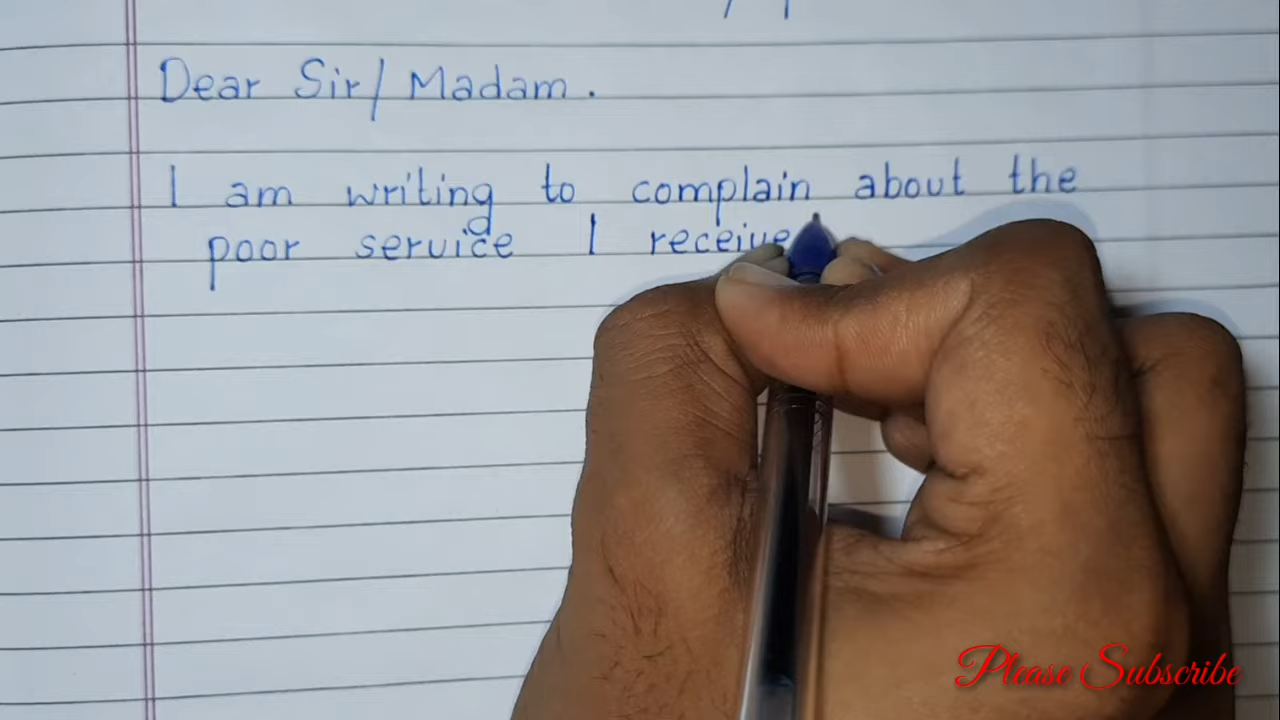 Dear Sir/Madam.
I am writing to complain about the
poor service I receive
Please Subscribe